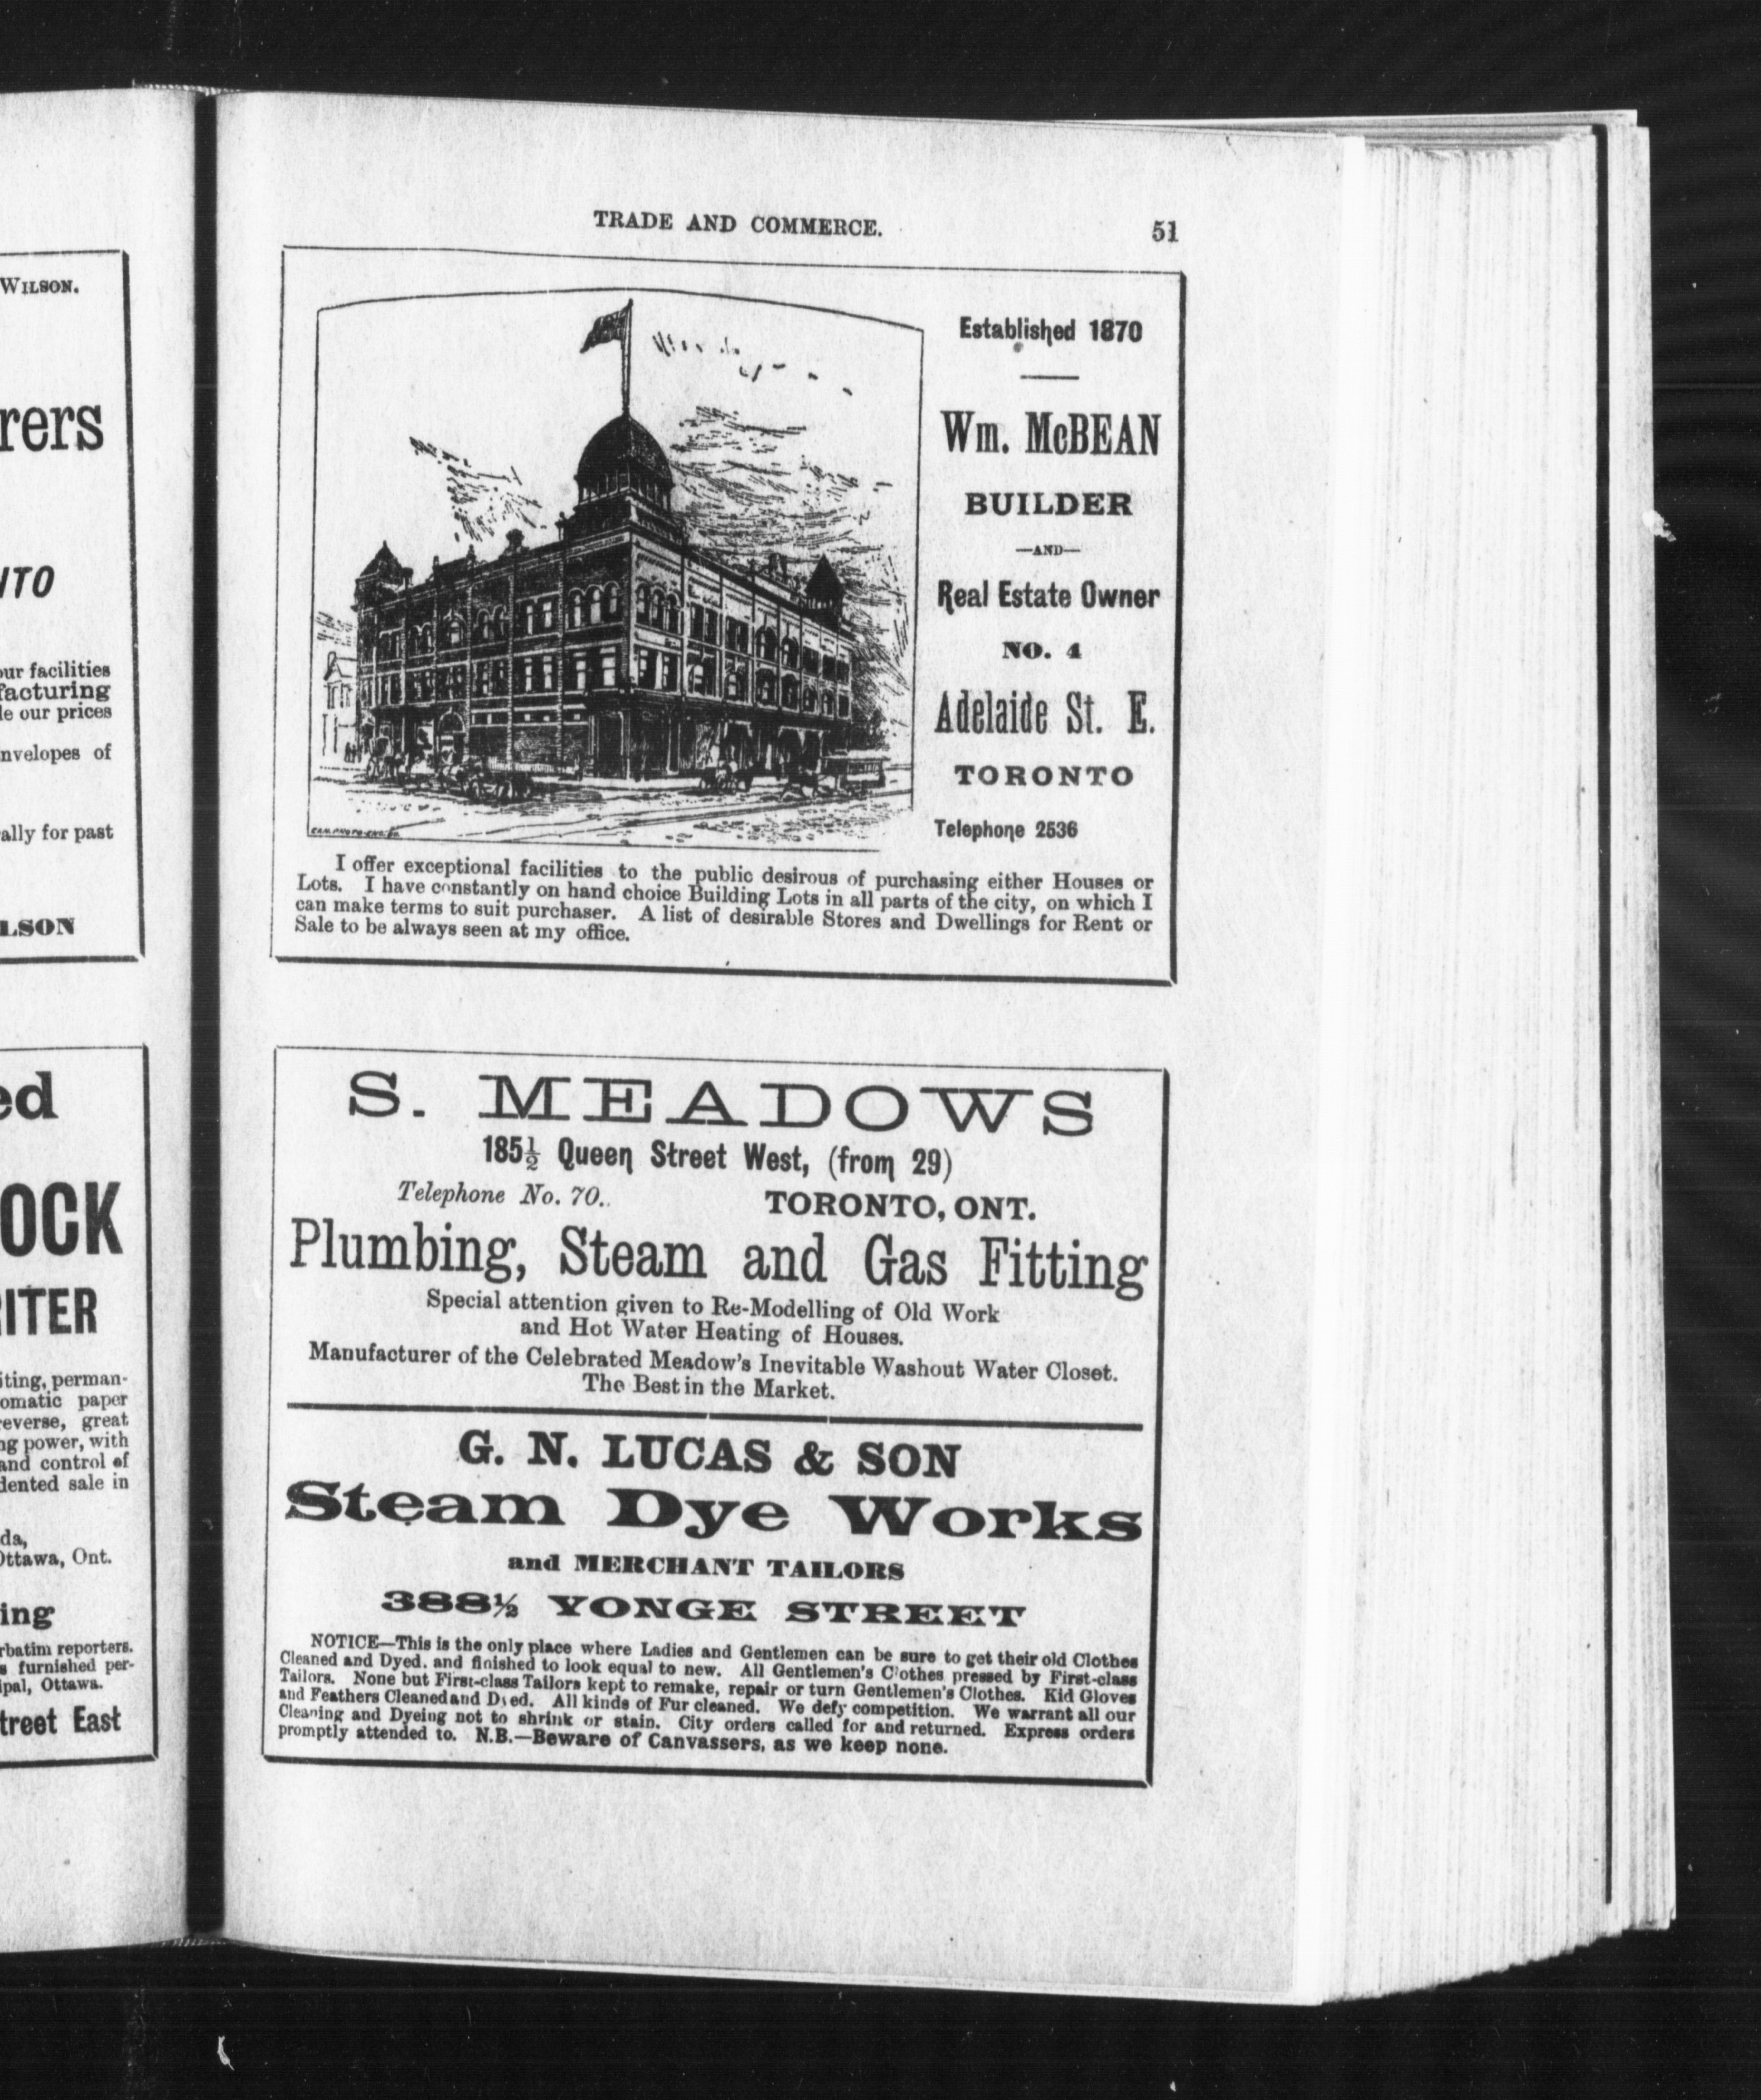 WILSON.
rers
NTO
our facilities
facturing
le our prices
nvelopes of
ally for past
LSON
ed
OCK
RITER
iting, perman-
omatic paper
reverse, great
ng power, with
and control of
dented sale in
da,
Ottawa, Ont.
ing
rbatim reporters.
s furnished per-
ipal, Ottawa.
treet East
TRADE AND COMMERCE. 51
Established 1870
Wm. McBEAN
BUILDER
—AND—
Real Estate Owner
NO. 4
Adelaide St. E.
TORONTO
Telephone 2536
I offer exceptional facilities to the public desirous of purchasing either Houses or
Lots. I have constantly on hand choice Building Lots in all parts of the city, on which I
can make terms to suit purchaser. A list of desirable Stores and Dwellings for Rent or
Sale to be always seen at my office.
S. MEADOWS
185½ Queen Street West, (from 29)
Telephone No. 70. TORONTO, ONT.
Plumbing, Steam and Gas Fitting
Special attention given to Re-Modelling of Old Work
and Hot Water Heating of Houses.
Manufacturer of the Celebrated Meadow's Inevitable Washout Water Closet.
The Best in the Market.
G. N. LUCAS & SON
Steam Dye Works
and MERCHANT TAILORS
388½ YONGE STREET
NOTICE—This is the only place where Ladies and Gentlemen can be sure to get their old Clothes
Cleaned and Dyed. and finished to look equal to new. All Gentlemen's Clothes pressed by First-class
Tailors. None but First-class Tailors kept to remake, repair or turn Gentlemen's Clothes. Kid Gloves
and Feathers Cleaned and Dyed. All kinds of Fur cleaned. We defy competition. We warrant all our
Cleaning and Dyeing not to shrink or stain. City orders called for and returned. Express orders
promptly attended to. N.B.—Beware of Canvassers, as we keep none.